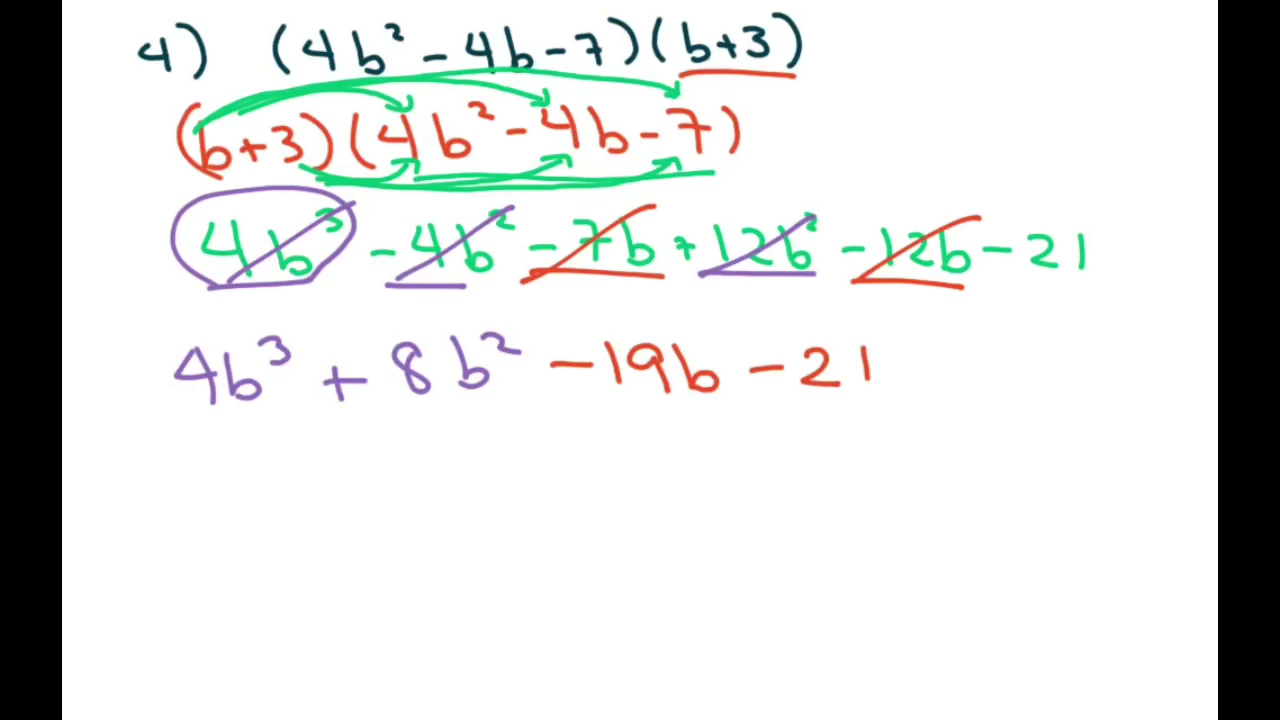 4) (4b² - 4b - 7)(b+3)
(b+3)(4b² - 4b - 7)
4b³ - 4b² - 7b + 12b² - 12b - 21
4b³ + 8b² - 19b - 21